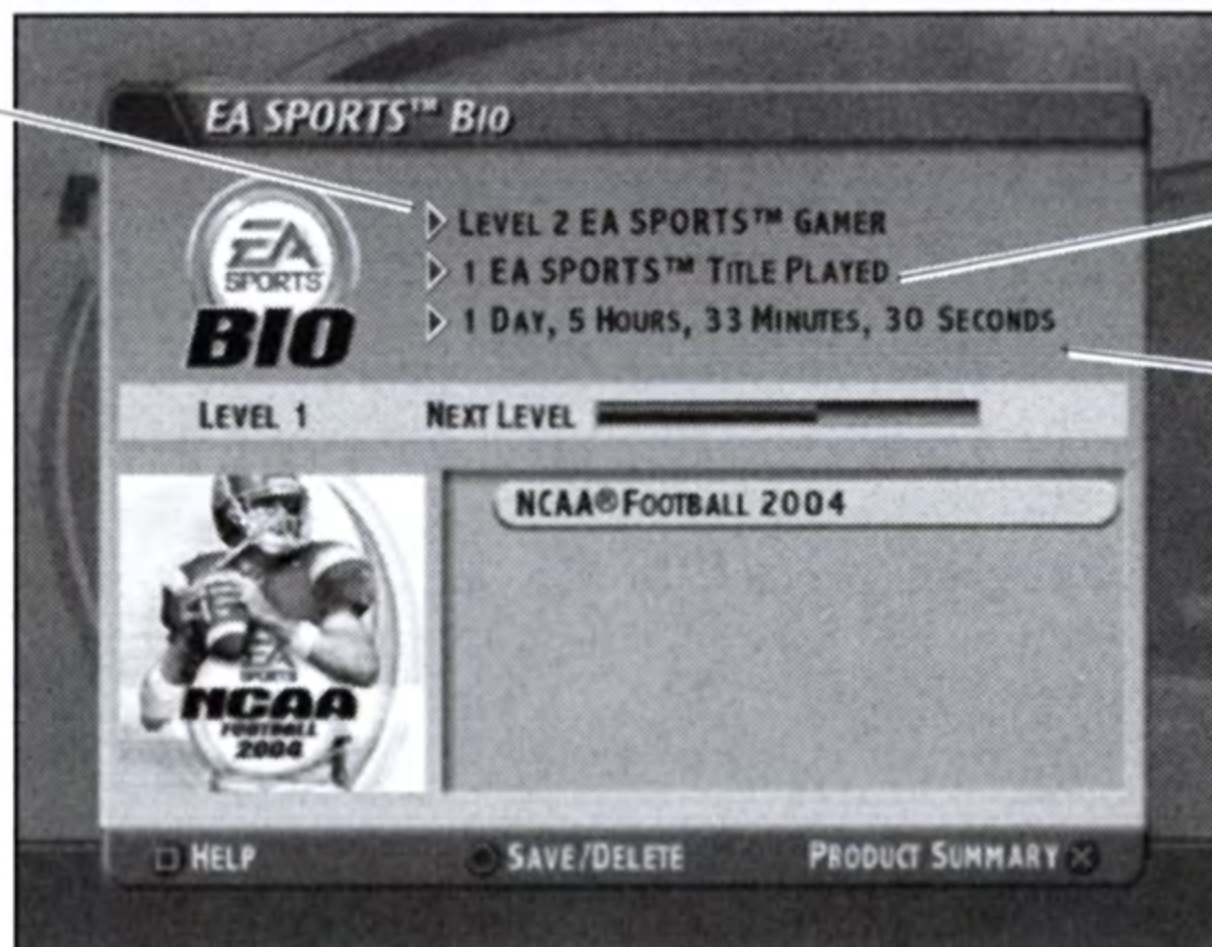 EA SPORTS™ BIO
EA
SPORTS
BIO
LEVEL 2 EA SPORTS™ GAMER
1 EA SPORTS™ TITLE PLAYED
1 DAY, 5 HOURS, 33 MINUTES, 30 SECONDS
LEVEL 1 NEXT LEVEL
NCAA® FOOTBALL 2004
EA
SPORTS
NCAA
FOOTBALL
2004
HELP SAVE/DELETE PRODUCT SUMMARY